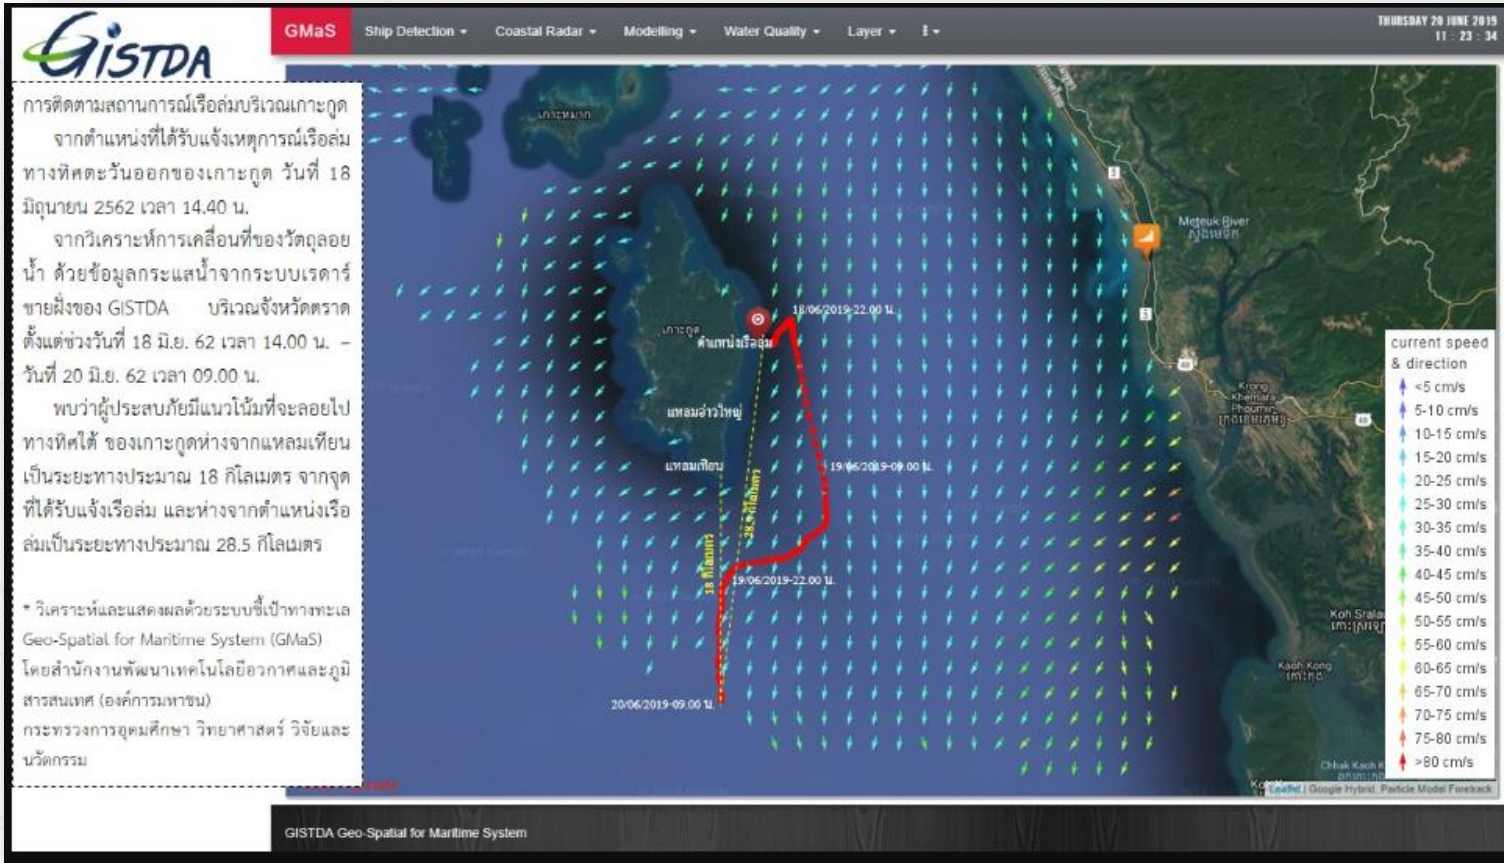 GISTDA
GMaS
Ship Detection
Coastal Radar
Modelling
Water Quality
Layer
THURSDAY 20 JUNE 2019
11 : 23 : 34
การติดตามสถานการณ์เรือล่มบริเวณเกาะกูด
จากตำแหน่งที่ได้รับแจ้งเหตุการณ์เรือล่ม
ทางทิศตะวันออกของเกาะกูด วันที่ 18
มิถุนายน 2562 เวลา 14.40 น.
จากวิเคราะห์การเคลื่อนที่ของวัตถุลอย
น้ำ ด้วยข้อมูลกระแสน้ำจากระบบเรดาร์
ชายฝั่งของ GISTDA บริเวณจังหวัดตราด
ตั้งแต่ช่วงวันที่ 18 มิ.ย. 62 เวลา 14.00 น. –
วันที่ 20 มิ.ย. 62 เวลา 09.00 น.
พบว่าผู้ประสบภัยมีแนวโน้มที่จะลอยไป
ทางทิศใต้ ของเกาะกูดห่างจากแหลมเทียน
เป็นระยะทางประมาณ 18 กิโลเมตร จากจุด
ที่ได้รับแจ้งเรือล่ม และห่างจากตำแหน่งเรือ
ล่มเป็นระยะทางประมาณ 28.5 กิโลเมตร
* วิเคราะห์และแสดงผลด้วยระบบชี้เป้าทางทะเล
Geo-Spatial for Maritime System (GMaS)
โดยสำนักงานพัฒนาเทคโนโลยีอวกาศและภูมิ
สารสนเทศ (องค์การมหาชน)
กระทรวงการอุดมศึกษา วิทยาศาสตร์ วิจัยและ
นวัตกรรม
เกาะหมาก
Meteuk River
ស្ទឹងមេទឹក
18/06/2019-22.00 น.
เกาะกูด
ตำแหน่งเรือล่ม
แหลมอ่าวใหญ่
แหลมเทียน
19/06/2019-09.00 น.
28.5 กิโลเมตร
18 กิโลเมตร
19/06/2019-22.00 น.
20/06/2019-09.00 น.
3
3
48
48
Krong
Khemara
Phoumin
Koh Sralau
Kaoh Kong
កោះកុង
current speed
& direction
<5 cm/s
5-10 cm/s
10-15 cm/s
15-20 cm/s
20-25 cm/s
25-30 cm/s
30-35 cm/s
35-40 cm/s
40-45 cm/s
45-50 cm/s
50-55 cm/s
55-60 cm/s
60-65 cm/s
65-70 cm/s
70-75 cm/s
75-80 cm/s
>80 cm/s
Chhak Kaoh K
Leaflet | Google Hybrid, Particle Model Foretrack
GISTDA Geo-Spatial for Maritime System